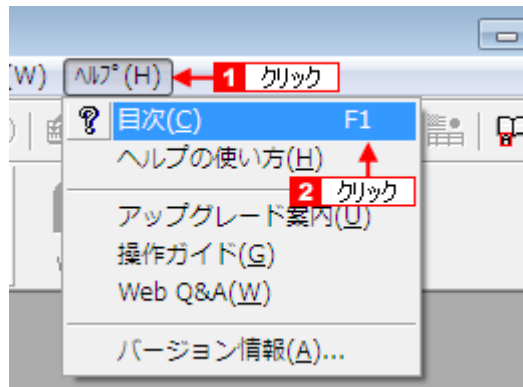 (W) ﾍﾙﾌﾟ(H) 1 クリック
目次(C) F1
ヘルプの使い方(H)
2 クリック
アップグレード案内(U)
操作ガイド(G)
Web Q&A(W)
バージョン情報(A)...